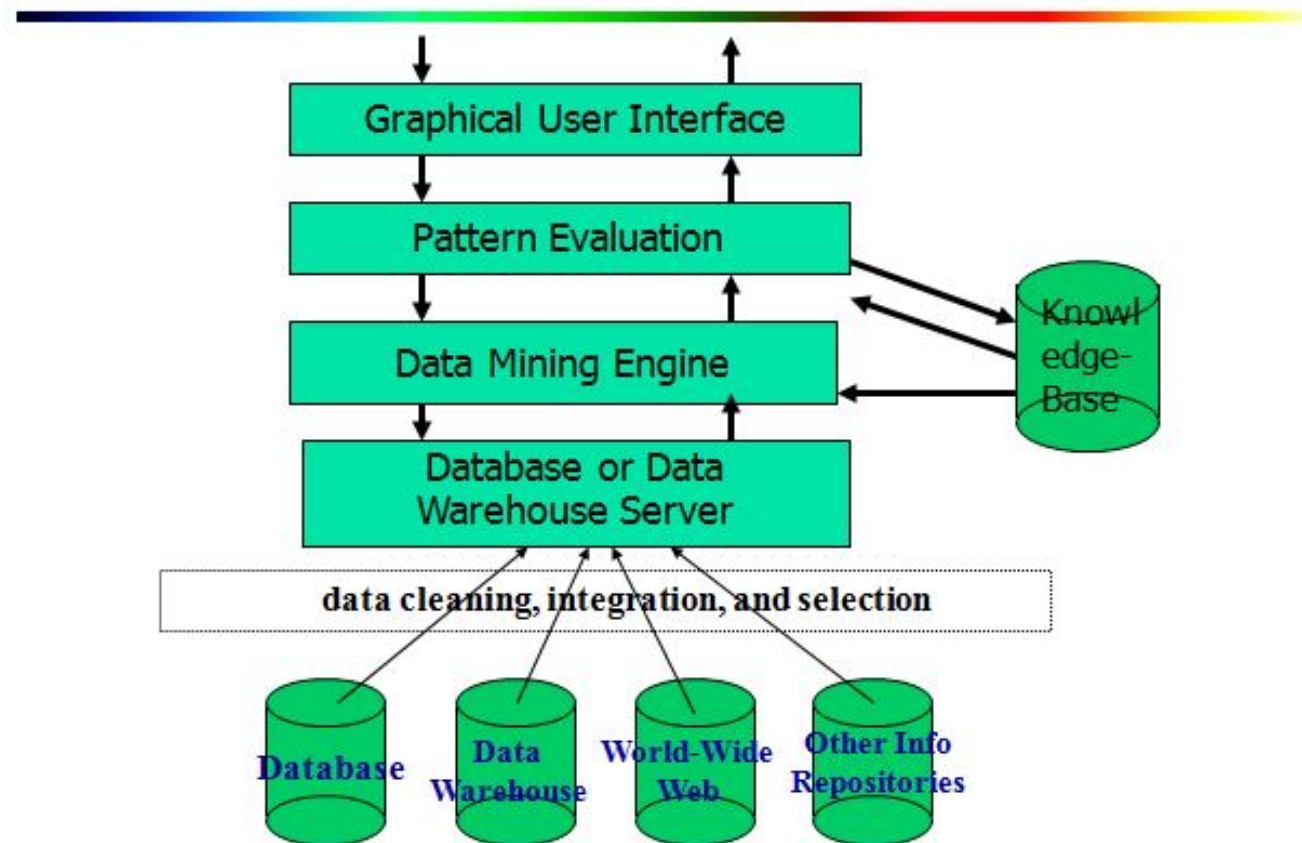 Graphical User Interface
Pattern Evaluation
Knowl
edge-
Base
Data Mining Engine
Database or Data
Warehouse Server
data cleaning, integration, and selection
Database
Data
Warehouse
World-Wide
Web
Other Info
Repositories